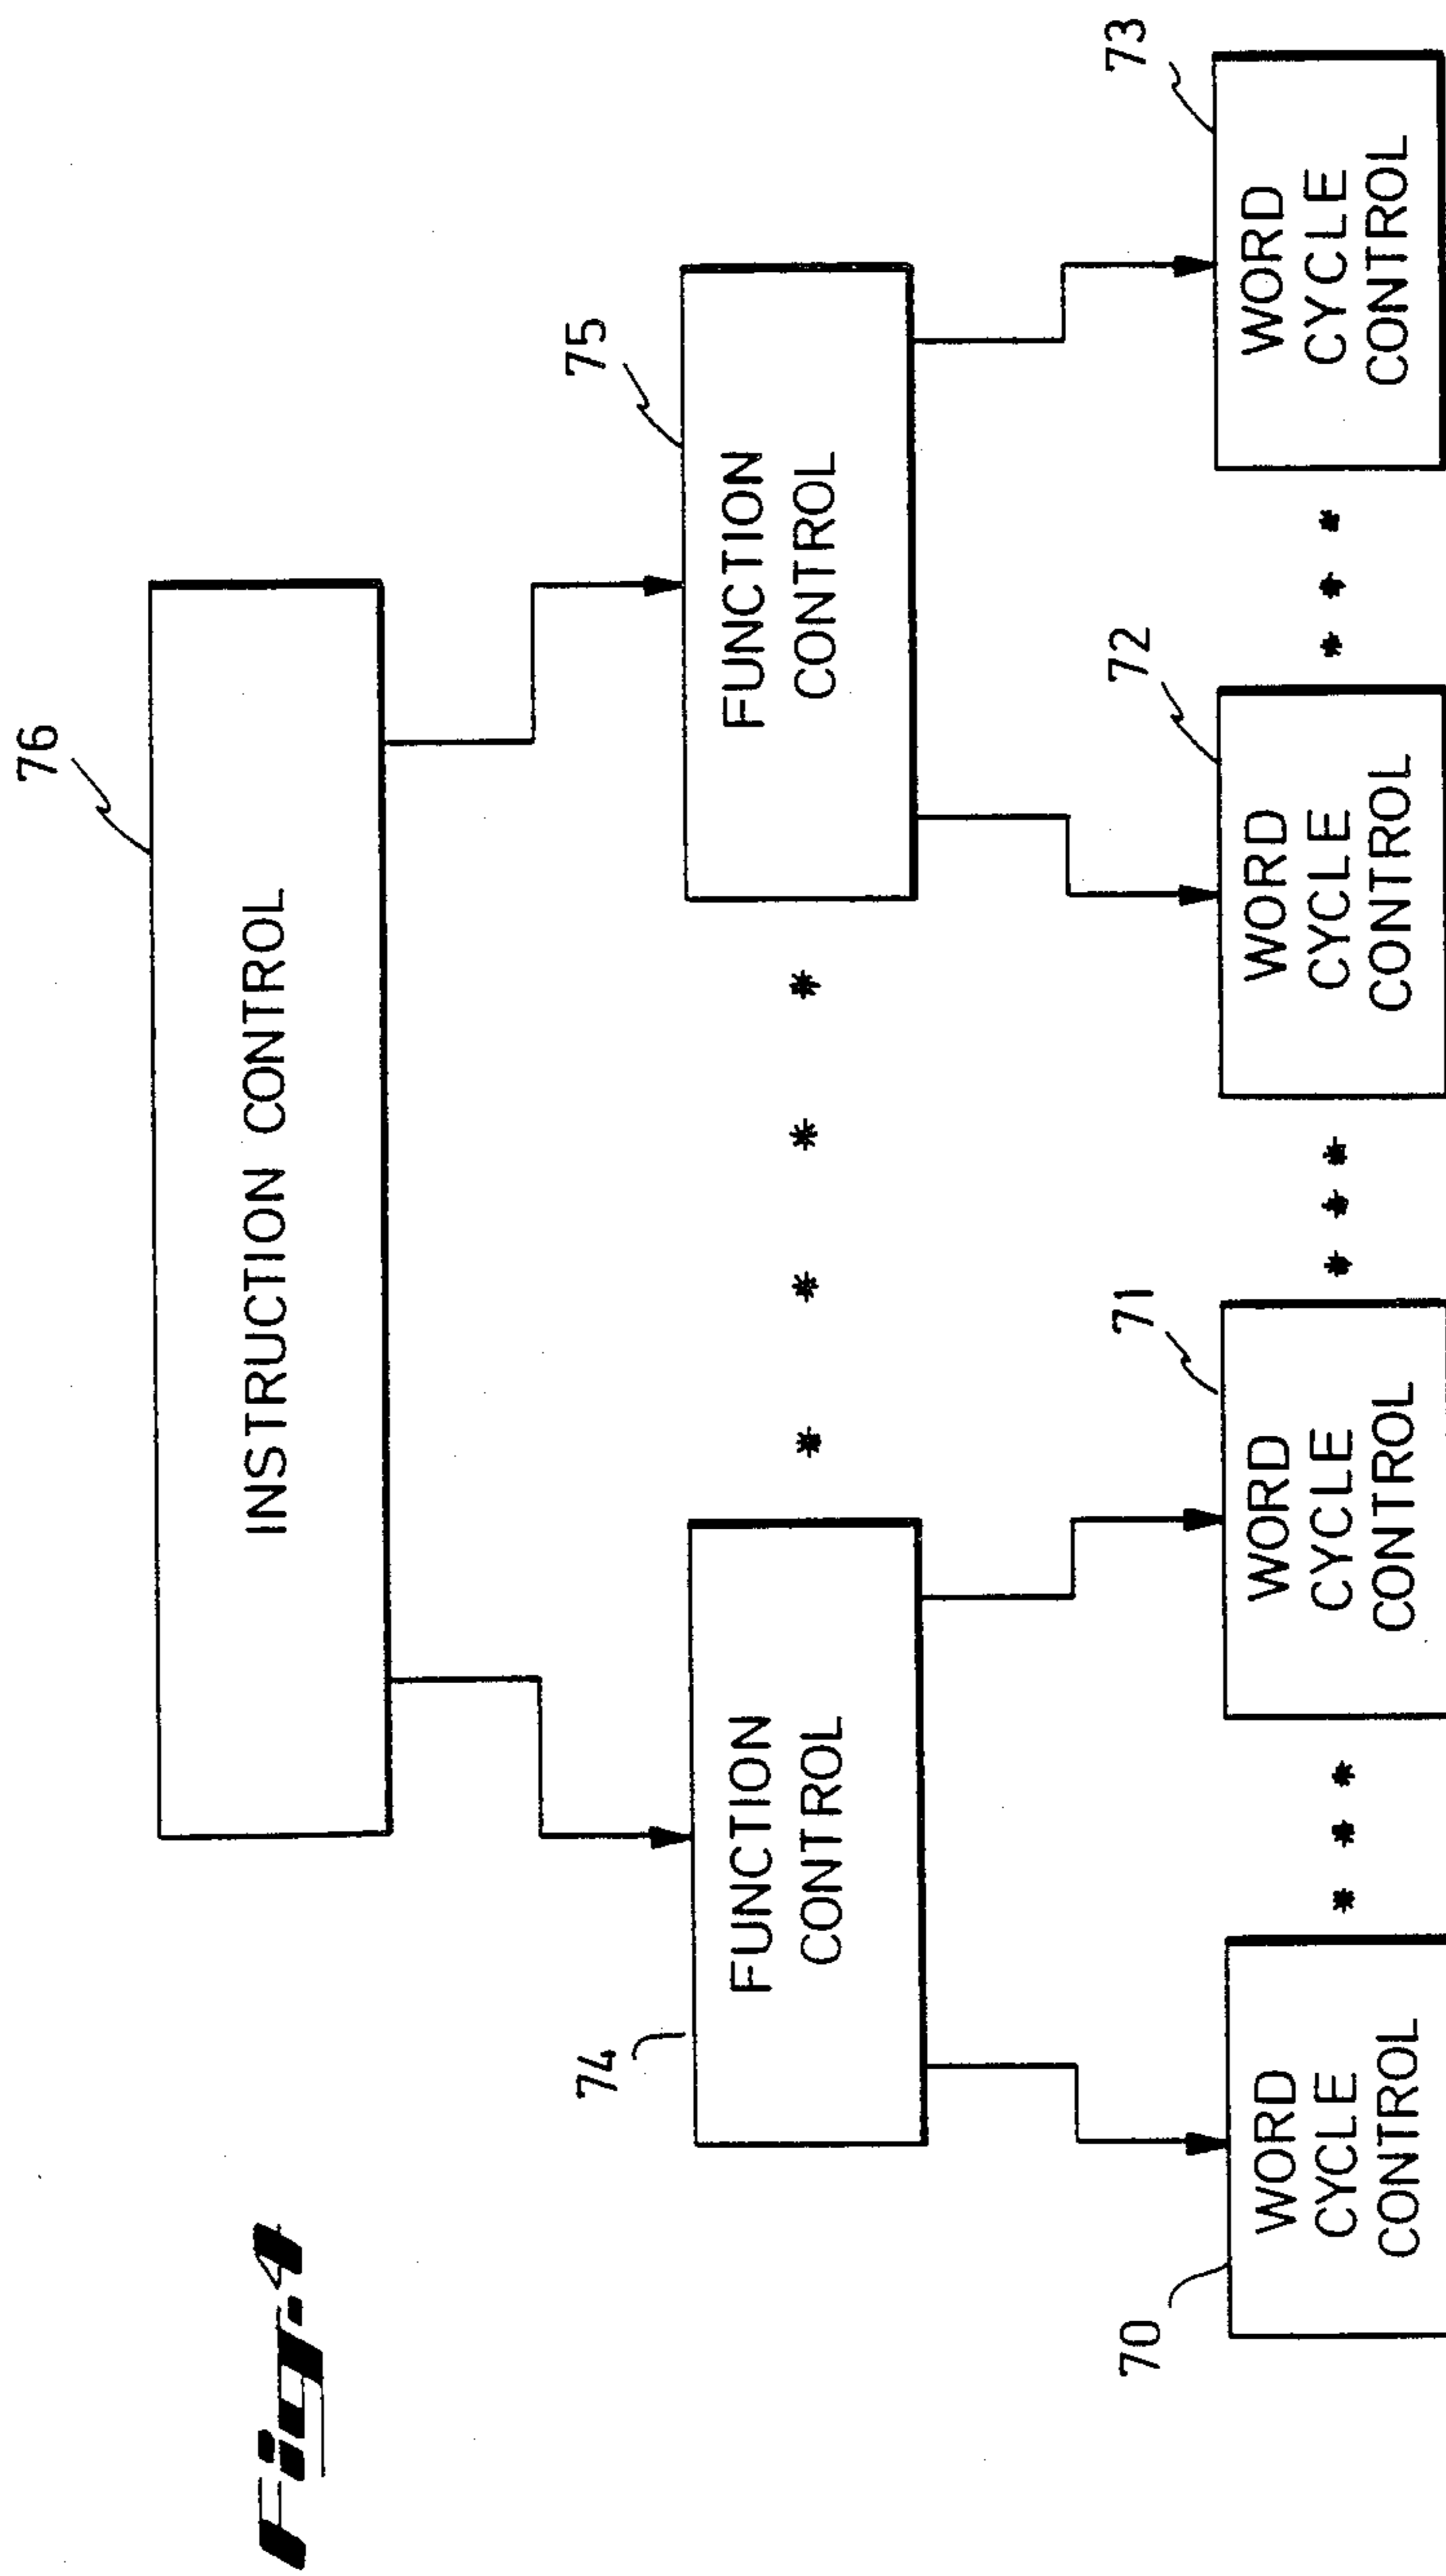 Fig-4
76
INSTRUCTION CONTROL
74
FUNCTION
CONTROL
* * * *
75
FUNCTION
CONTROL
70
WORD
CYCLE
CONTROL
* * *
71
WORD
CYCLE
CONTROL
* * *
72
WORD
CYCLE
CONTROL
* * *
73
WORD
CYCLE
CONTROL